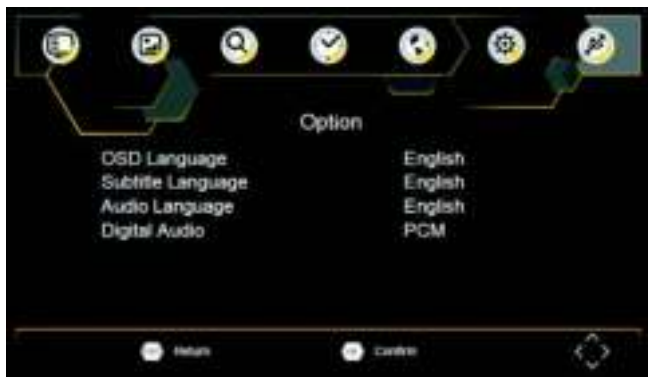 Option
OSD Language English
Subtitle Language English
Audio Language English
Digital Audio PCM
Return Confirm